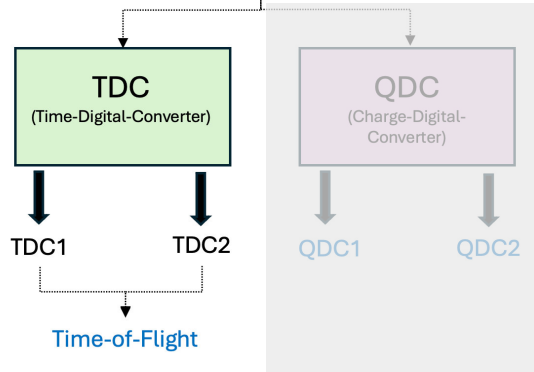 TDC
(Time-Digital-Converter)
QDC
(Charge-Digital-
Converter)
TDC1
TDC2
QDC1
QDC2
Time-of-Flight